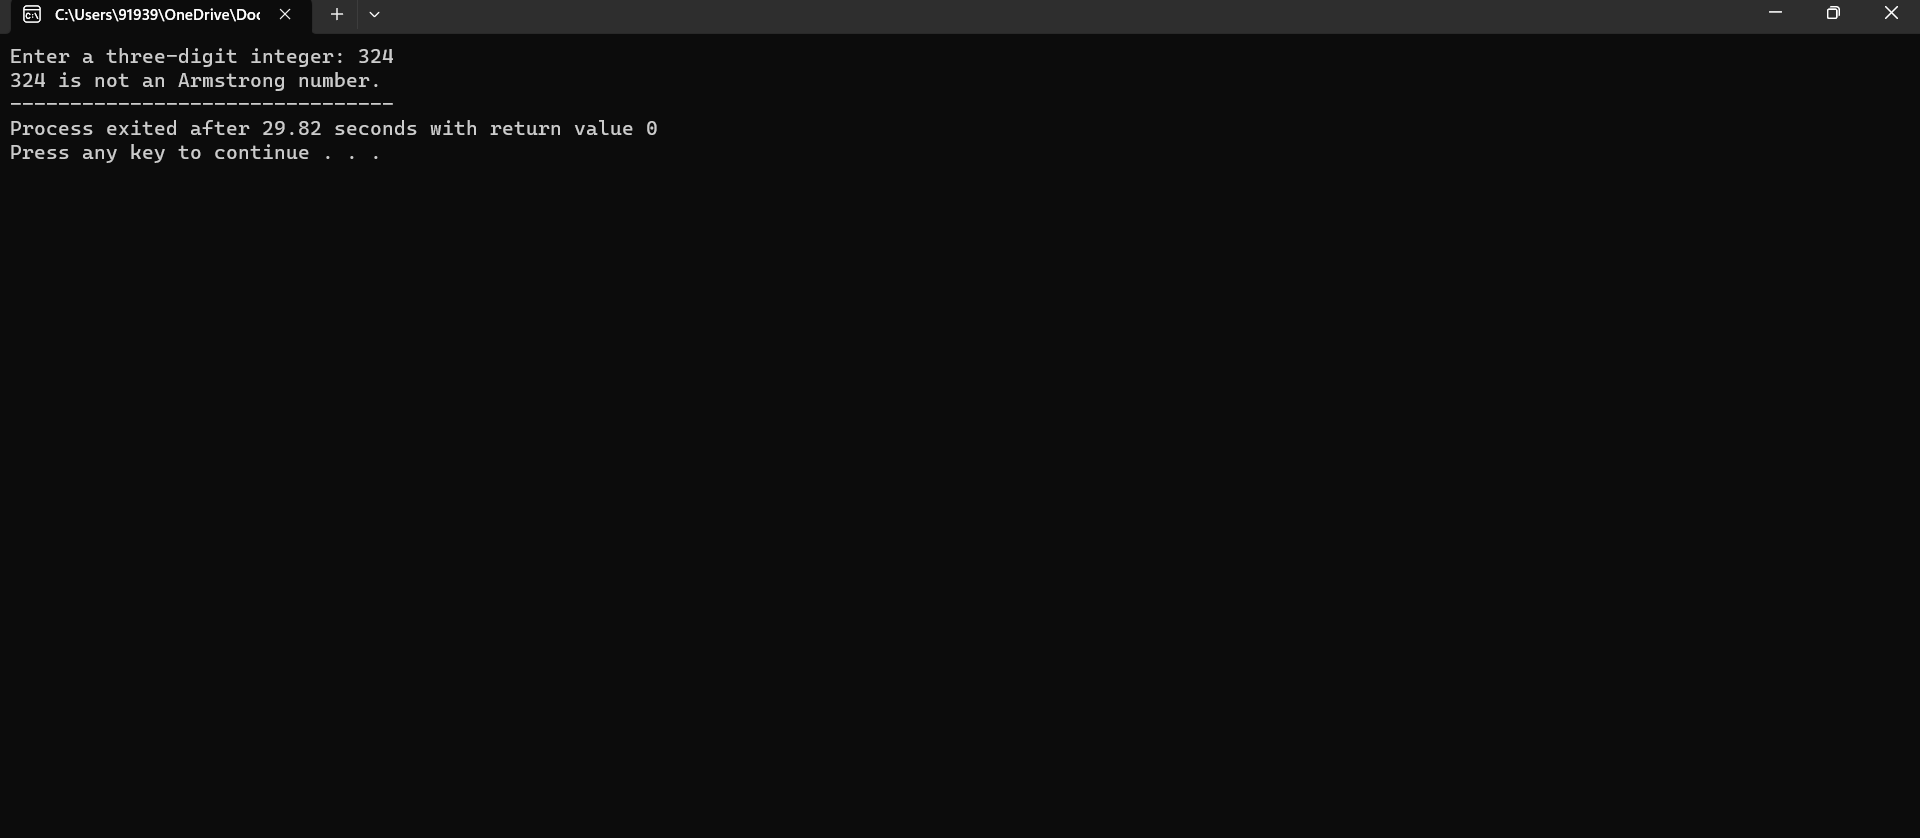 C:\Users\91939\OneDrive\Doc
Enter a three-digit integer: 324
324 is not an Armstrong number.
--------------------------------
Process exited after 29.82 seconds with return value 0
Press any key to continue . . .